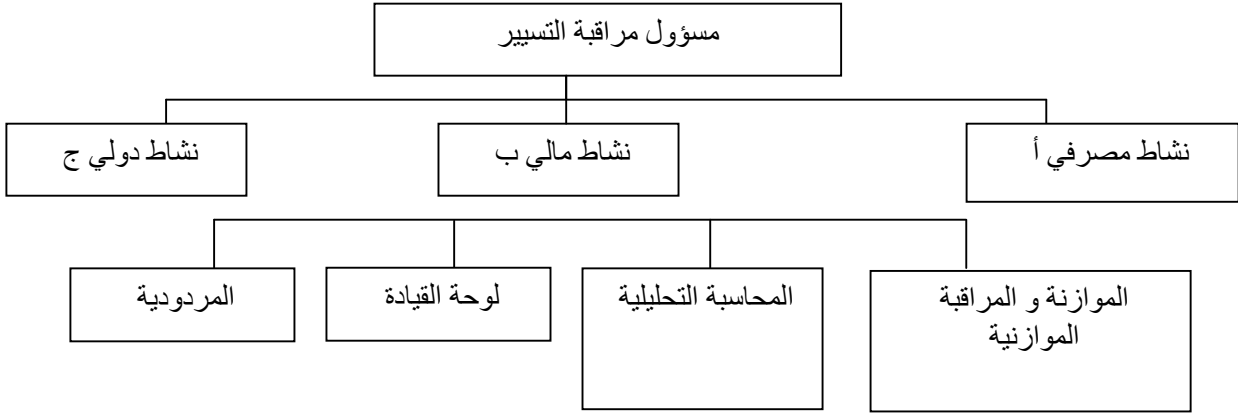 مسؤول مراقبة التسيير
نشاط مصرفي أ
نشاط مالي ب
نشاط دولي ج
الموازنة و المراقبة
الموازنية
المحاسبة التحليلية
لوحة القيادة
المردودية